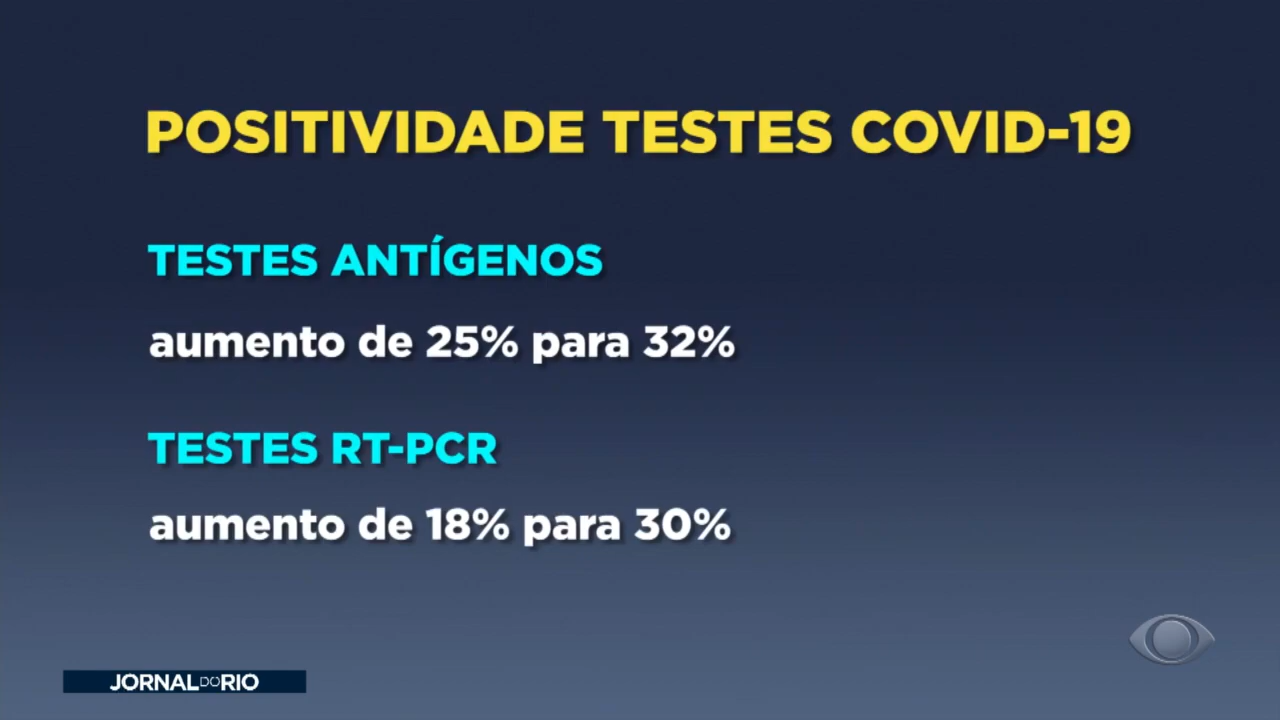 POSITIVIDADE TESTES COVID-19
TESTES ANTÍGENOS
aumento de 25% para 32%
TESTES RT-PCR
aumento de 18% para 30%
JORNAL DO RIO